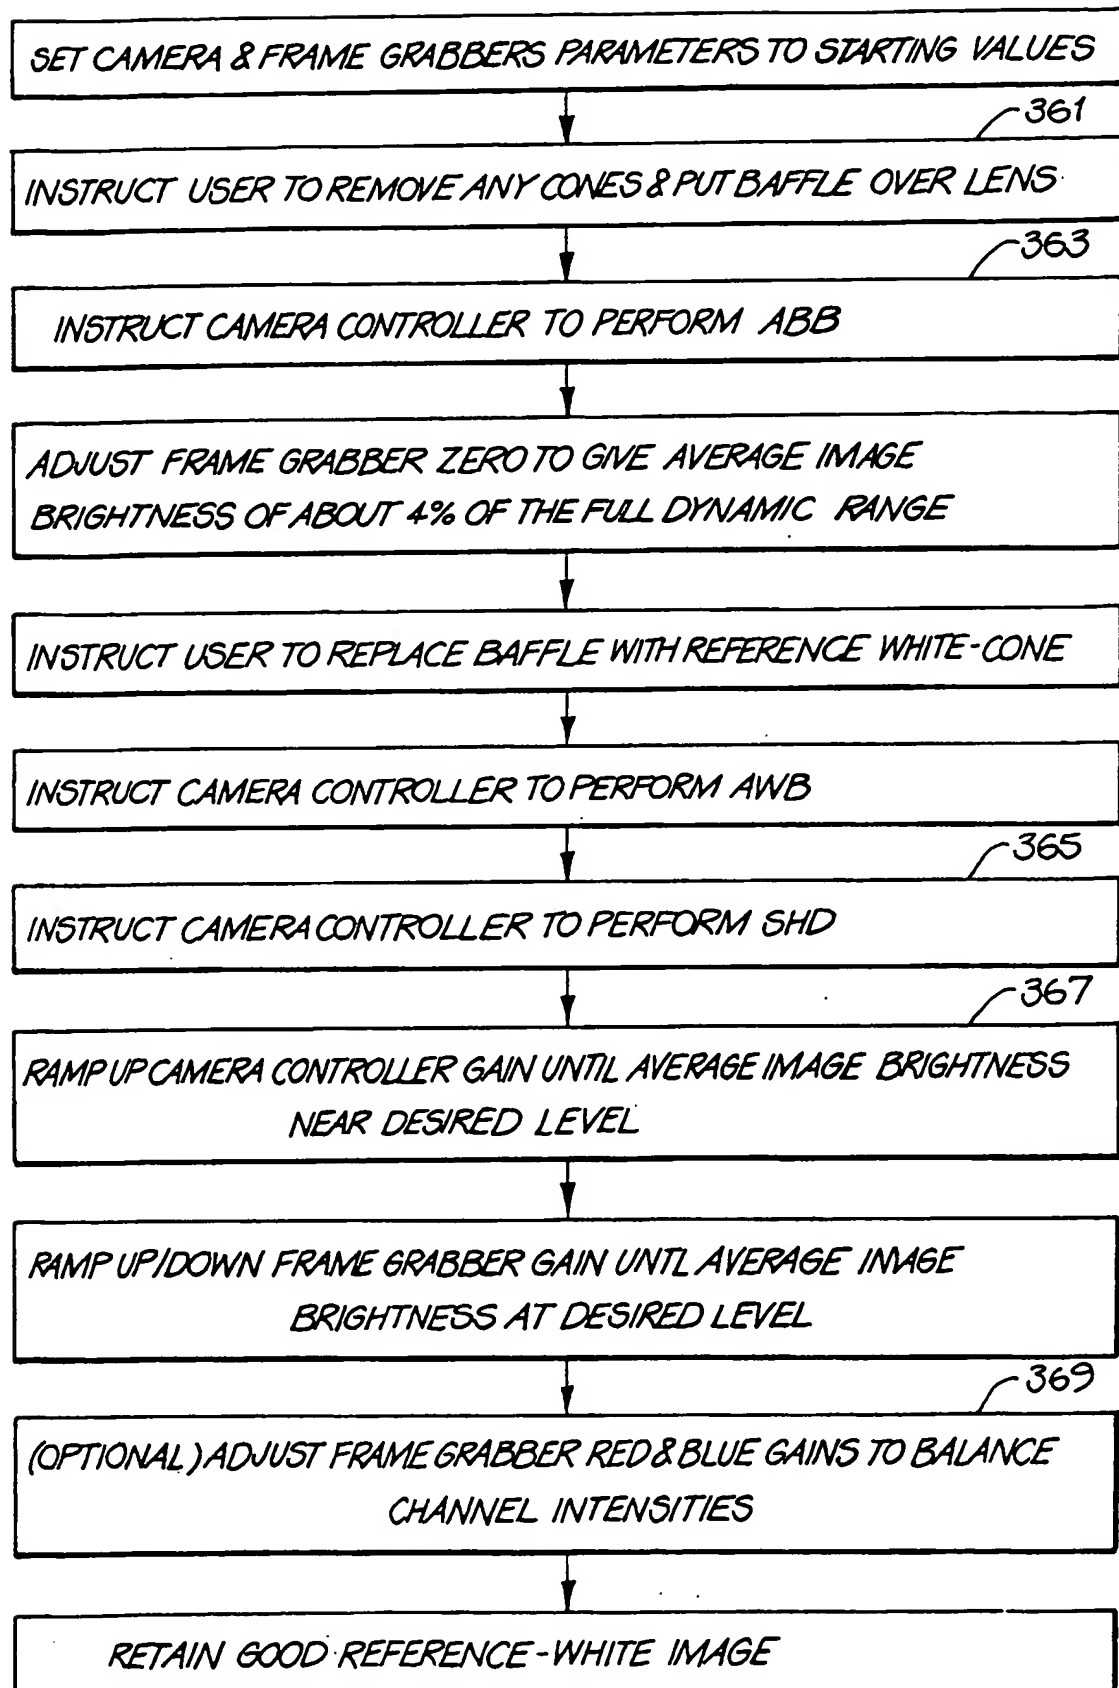 SET CAMERA & FRAME GRABBERS PARAMETERS TO STARTING VALUES
361
INSTRUCT USER TO REMOVE ANY CONES & PUT BAFFLE OVER LENS
363
INSTRUCT CAMERA CONTROLLER TO PERFORM ABB
ADJUST FRAME GRABBER ZERO TO GIVE AVERAGE IMAGE
BRIGHTNESS OF ABOUT 4% OF THE FULL DYNAMIC RANGE
INSTRUCT USER TO REPLACE BAFFLE WITH REFERENCE WHITE-CONE
INSTRUCT CAMERA CONTROLLER TO PERFORM AWB
365
INSTRUCT CAMERA CONTROLLER TO PERFORM SHD
367
RAMP UP CAMERA CONTROLLER GAIN UNTIL AVERAGE IMAGE BRIGHTNESS
NEAR DESIRED LEVEL
RAMP UP/DOWN FRAME GRABBER GAIN UNTL AVERAGE IMAGE
BRIGHTNESS AT DESIRED LEVEL
369
(OPTIONAL) ADJUST FRAME GRABBER RED & BLUE GAINS TO BALANCE
CHANNEL INTENSITIES
RETAIN GOOD REFERENCE-WHITE IMAGE